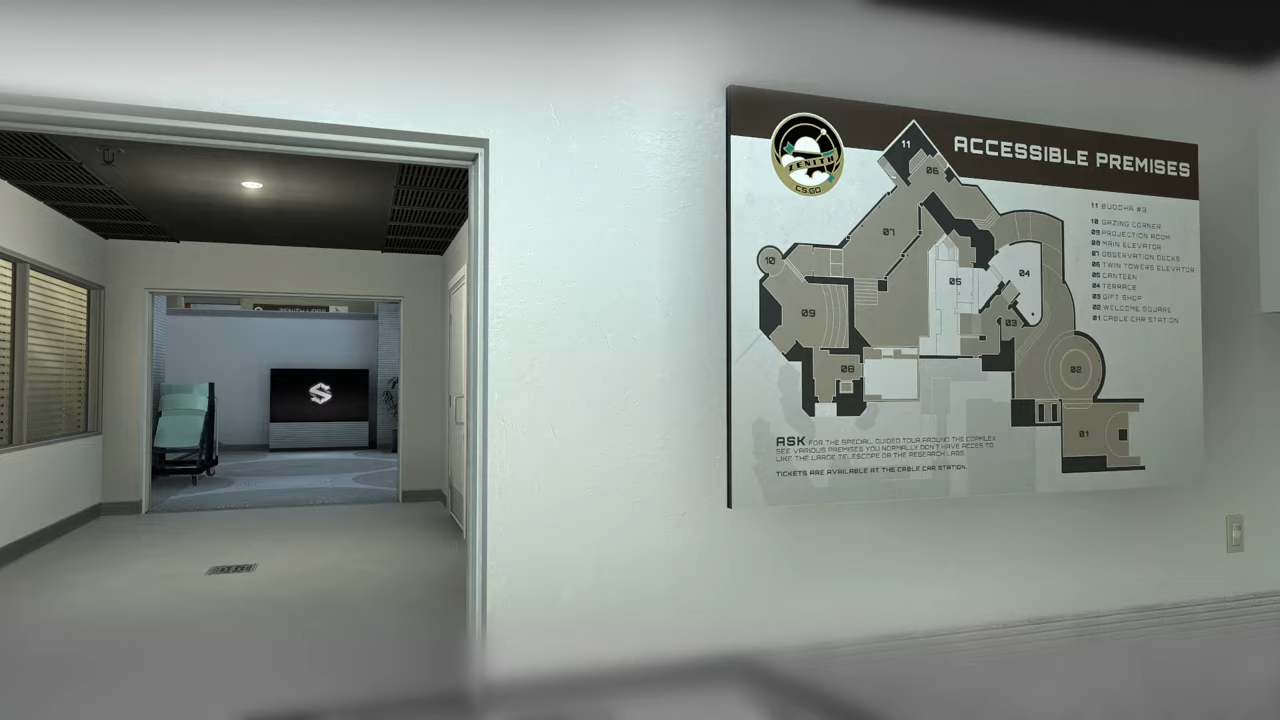 ACCESSIBLE PREMISES
ZENITH
CS:GO
11 BUDDHA #3
10 GAZING CORNER
09 PROJECTION ROOM
08 MAIN ELEVATOR
07 OBSERVATION DECKS
06 TWIN TOWERS ELEVATOR
05 CANTEEN
04 TERRACE
03 GIFT SHOP
02 WELCOME SQUARE
01 CABLE CAR STATION
11
06
07
10
05
04
09
03
08
02
01
ASK FOR THE SPECIAL GUIDED TOUR AROUND THE COPMLEX
SEE VARIOUS PREMISES YOU NORMALLY DON'T HAVE ACCES TO
LIKE THE LARGE TELESCOPE OR THE RESEARCH LABS
TICKETS ARE AVAILABLE AT THE CABLE CAR STATION.